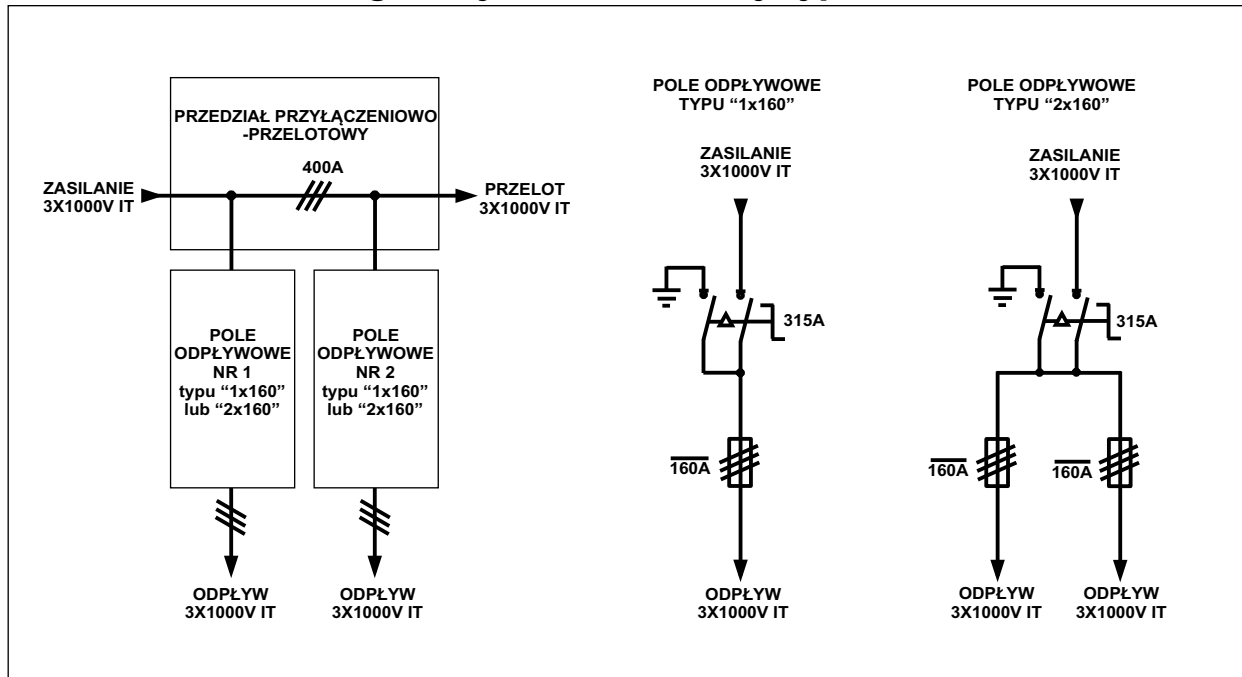 PRZEDZIAŁ PRZYŁĄCZENIOWO
-PRZELOTOWY
400A
ZASILANIE
3X1000V IT
PRZELOT
3X1000V IT
POLE
ODPŁYWOWE
NR 1
typu “1x160”
lub “2x160”
POLE
ODPŁYWOWE
NR 2
typu “1x160”
lub “2x160”
ODPŁYW
3X1000V IT
ODPŁYW
3X1000V IT
POLE ODPŁYWOWE
TYPU “1x160”
ZASILANIE
3X1000V IT
315A
160A
ODPŁYW
3X1000V IT
POLE ODPŁYWOWE
TYPU “2x160”
ZASILANIE
3X1000V IT
315A
160A
160A
ODPŁYW
3X1000V IT
ODPŁYW
3X1000V IT